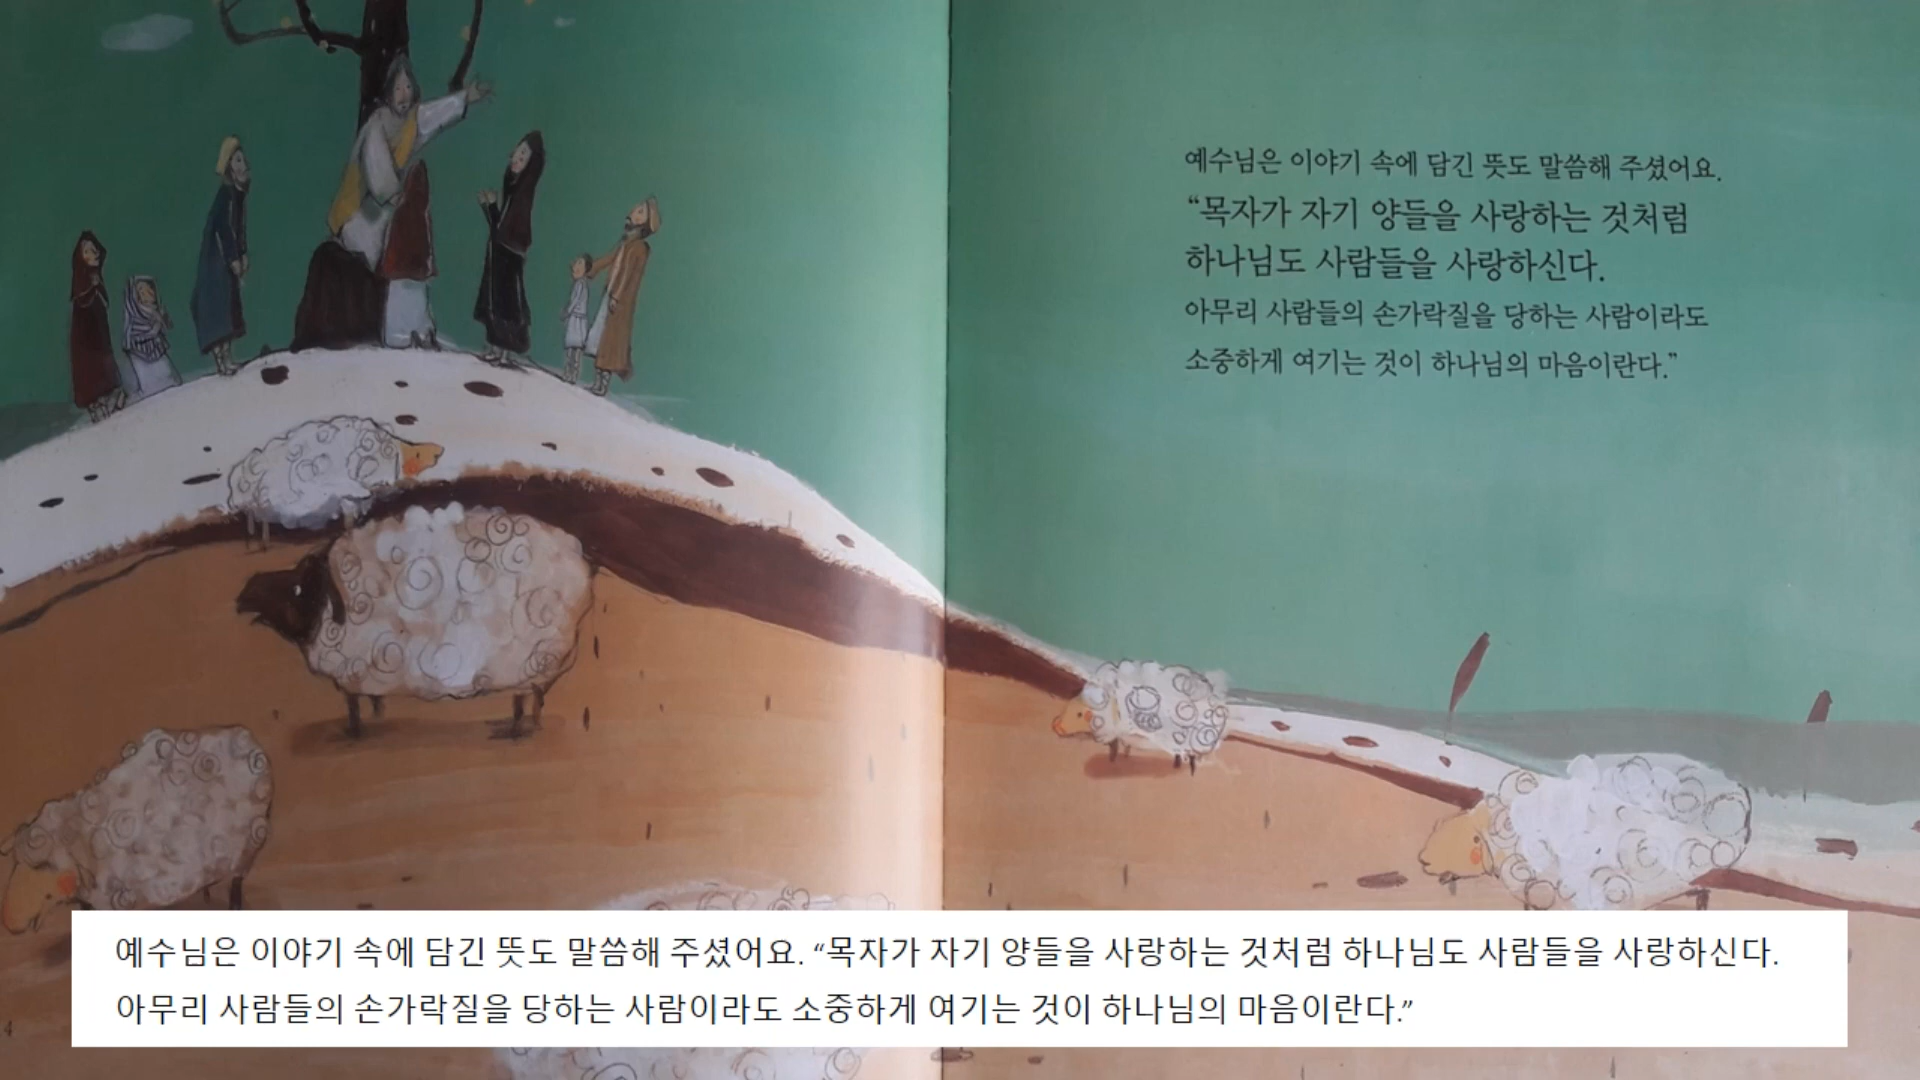 예수님은 이야기 속에 담긴 뜻도 말씀해 주셨어요.
“목자가 자기 양들을 사랑하는 것처럼
하나님도 사람들을 사랑하신다.
아무리 사람들의 손가락질을 당하는 사람이라도
소중하게 여기는 것이 하나님의 마음이란다.”
예수님은 이야기 속에 담긴 뜻도 말씀해 주셨어요. “목자가 자기 양들을 사랑하는 것처럼 하나님도 사람들을 사랑하신다.
아무리 사람들의 손가락질을 당하는 사람이라도 소중하게 여기는 것이 하나님의 마음이란다.”
4